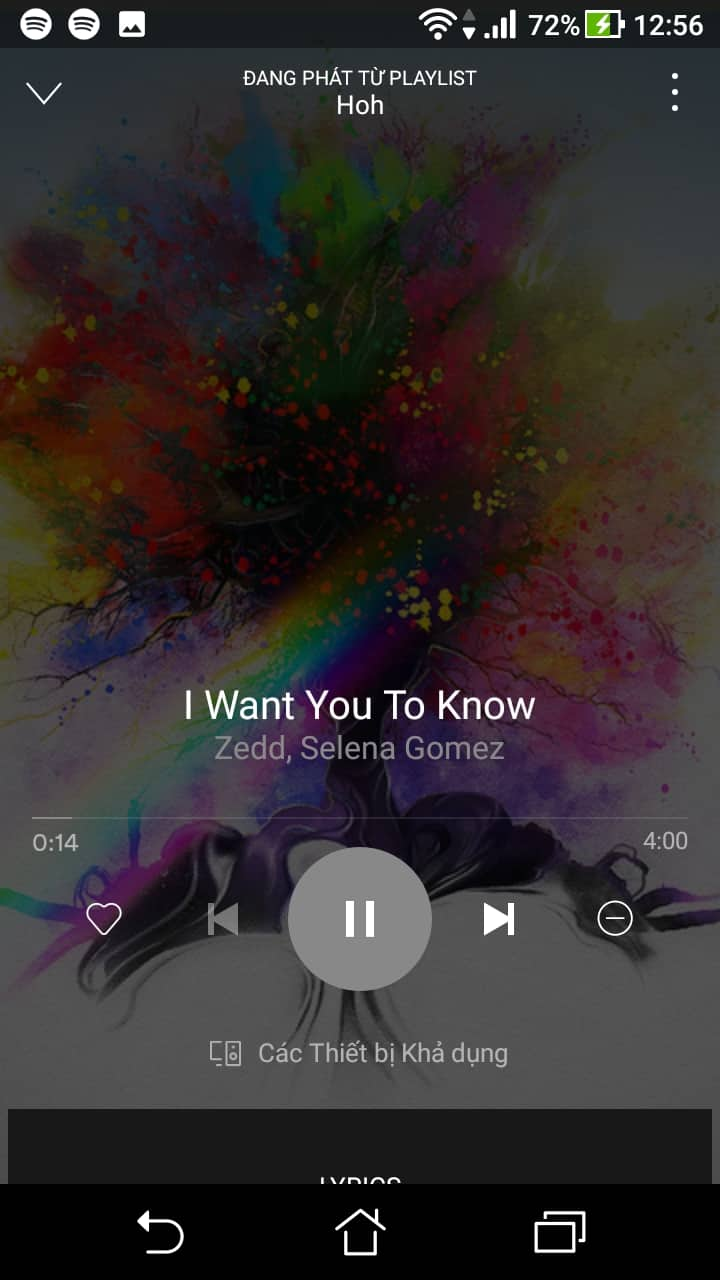 72% 12:56
ĐANG PHÁT TỪ PLAYLIST
Hoh
I Want You To Know
Zedd, Selena Gomez
0:14 4:00
Các Thiết bị Khả dụng
LYRICS